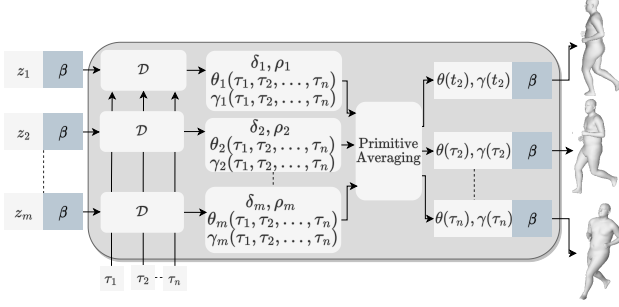 z₁ β
𝒟
δ₁, ρ₁
θ₁(τ₁, τ₂, . . . , τₙ)
γ₁(τ₁, τ₂, . . . , τₙ)
θ(t₂), γ(t₂) β
z₂ β
𝒟
δ₂, ρ₂
θ₂(τ₁, τ₂, . . . , τₙ)
γ₂(τ₁, τ₂, . . . , τₙ)
Primitive
Averaging
θ(τ₂), γ(τ₂) β
zₘ β
𝒟
δₘ, ρₘ
θₘ(τ₁, τ₂, . . . , τₙ)
γₘ(τ₁, τ₂, . . . , τₙ)
θ(τₙ), γ(τₙ) β
τ₁ τ₂ τₙ